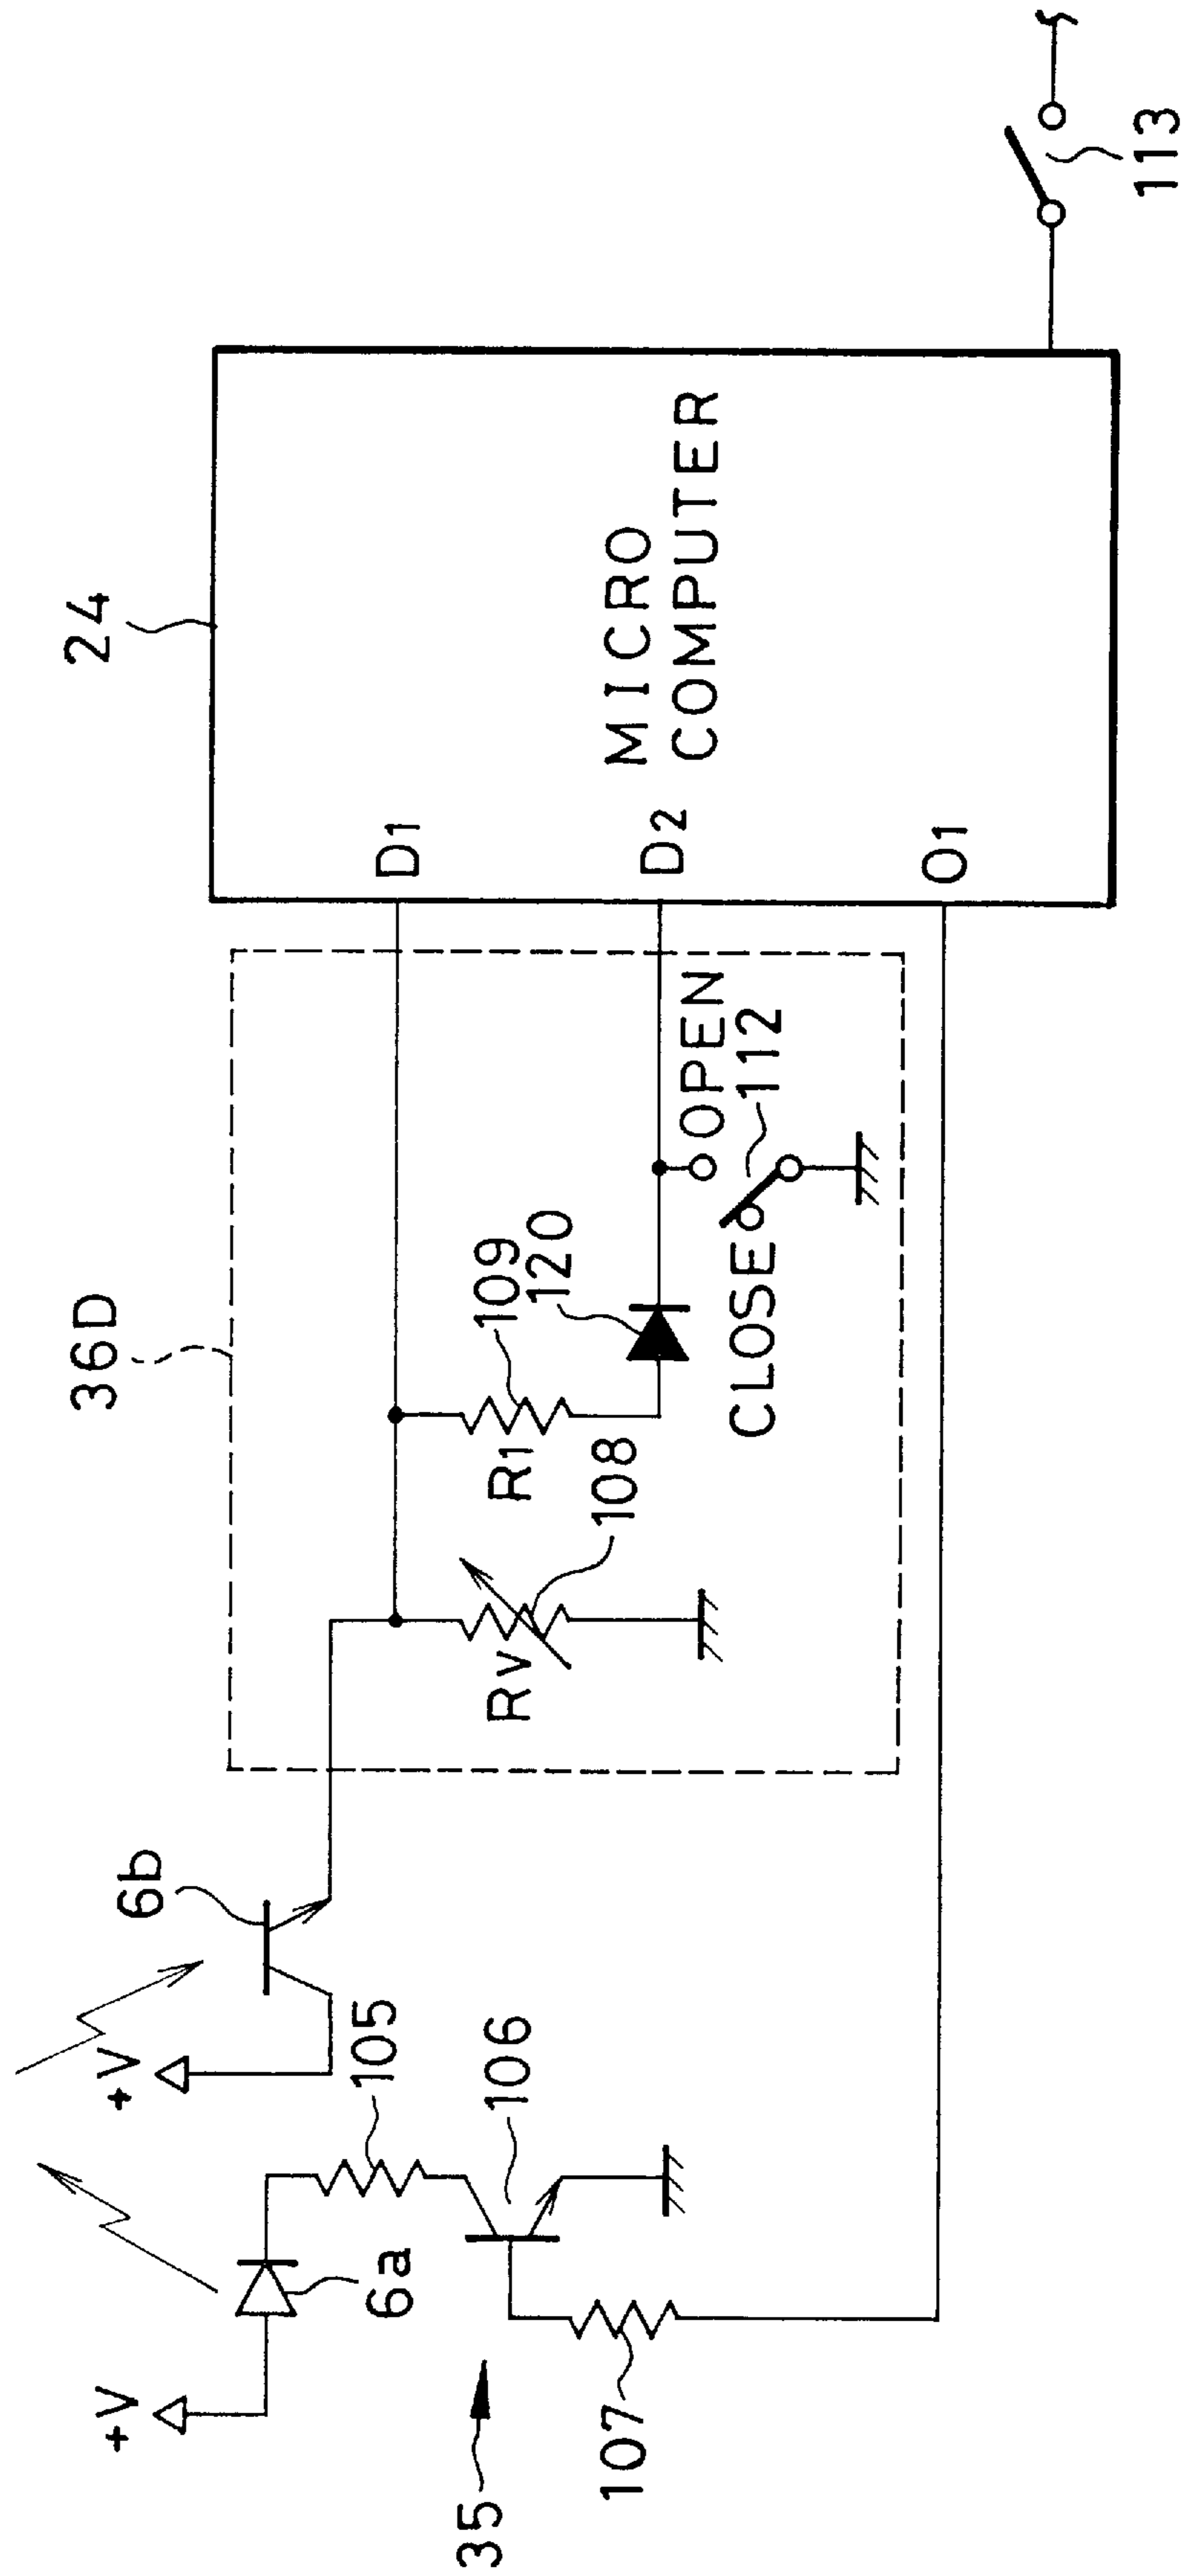 +V
+V
6b
36D
24
6a
105
106
107
35
RV
108
R1
109
120
CLOSE
OPEN
112
D1
D2
O1
MICRO
COMPUTER
113